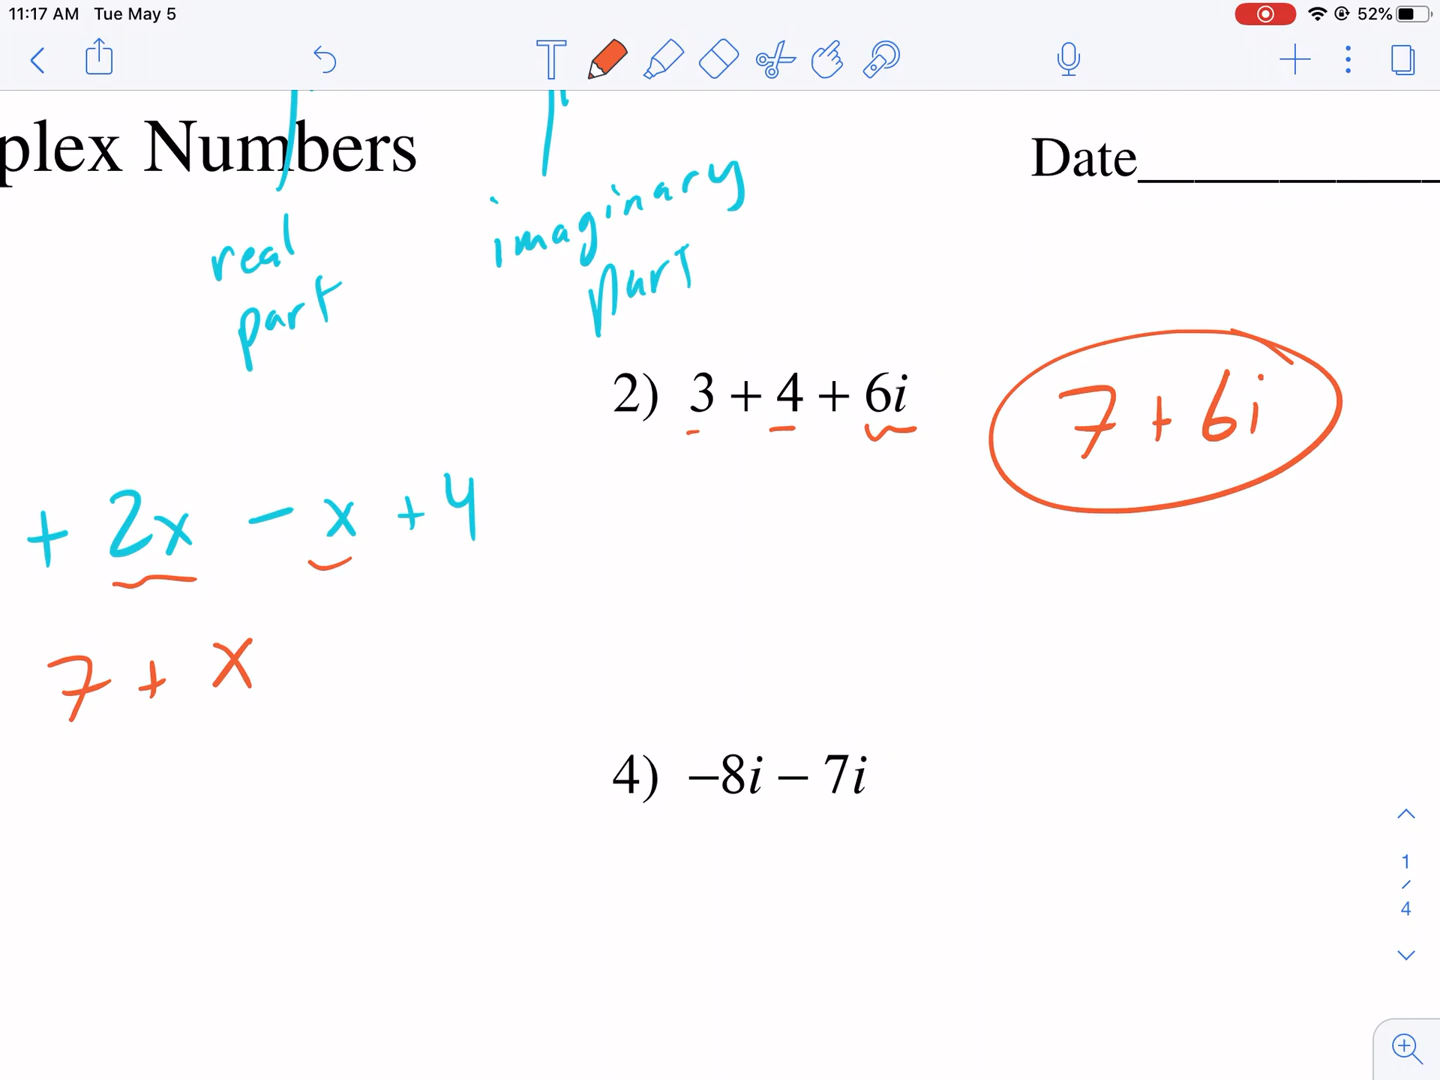 11:17 AM Tue May 5
52%
plex Numbers
Date____________
real
part
imaginary
part
2) 3 + 4 + 6i
7 + 6i
+ 2x - x + 4
7 + x
4) –8i – 7i
1
/
4